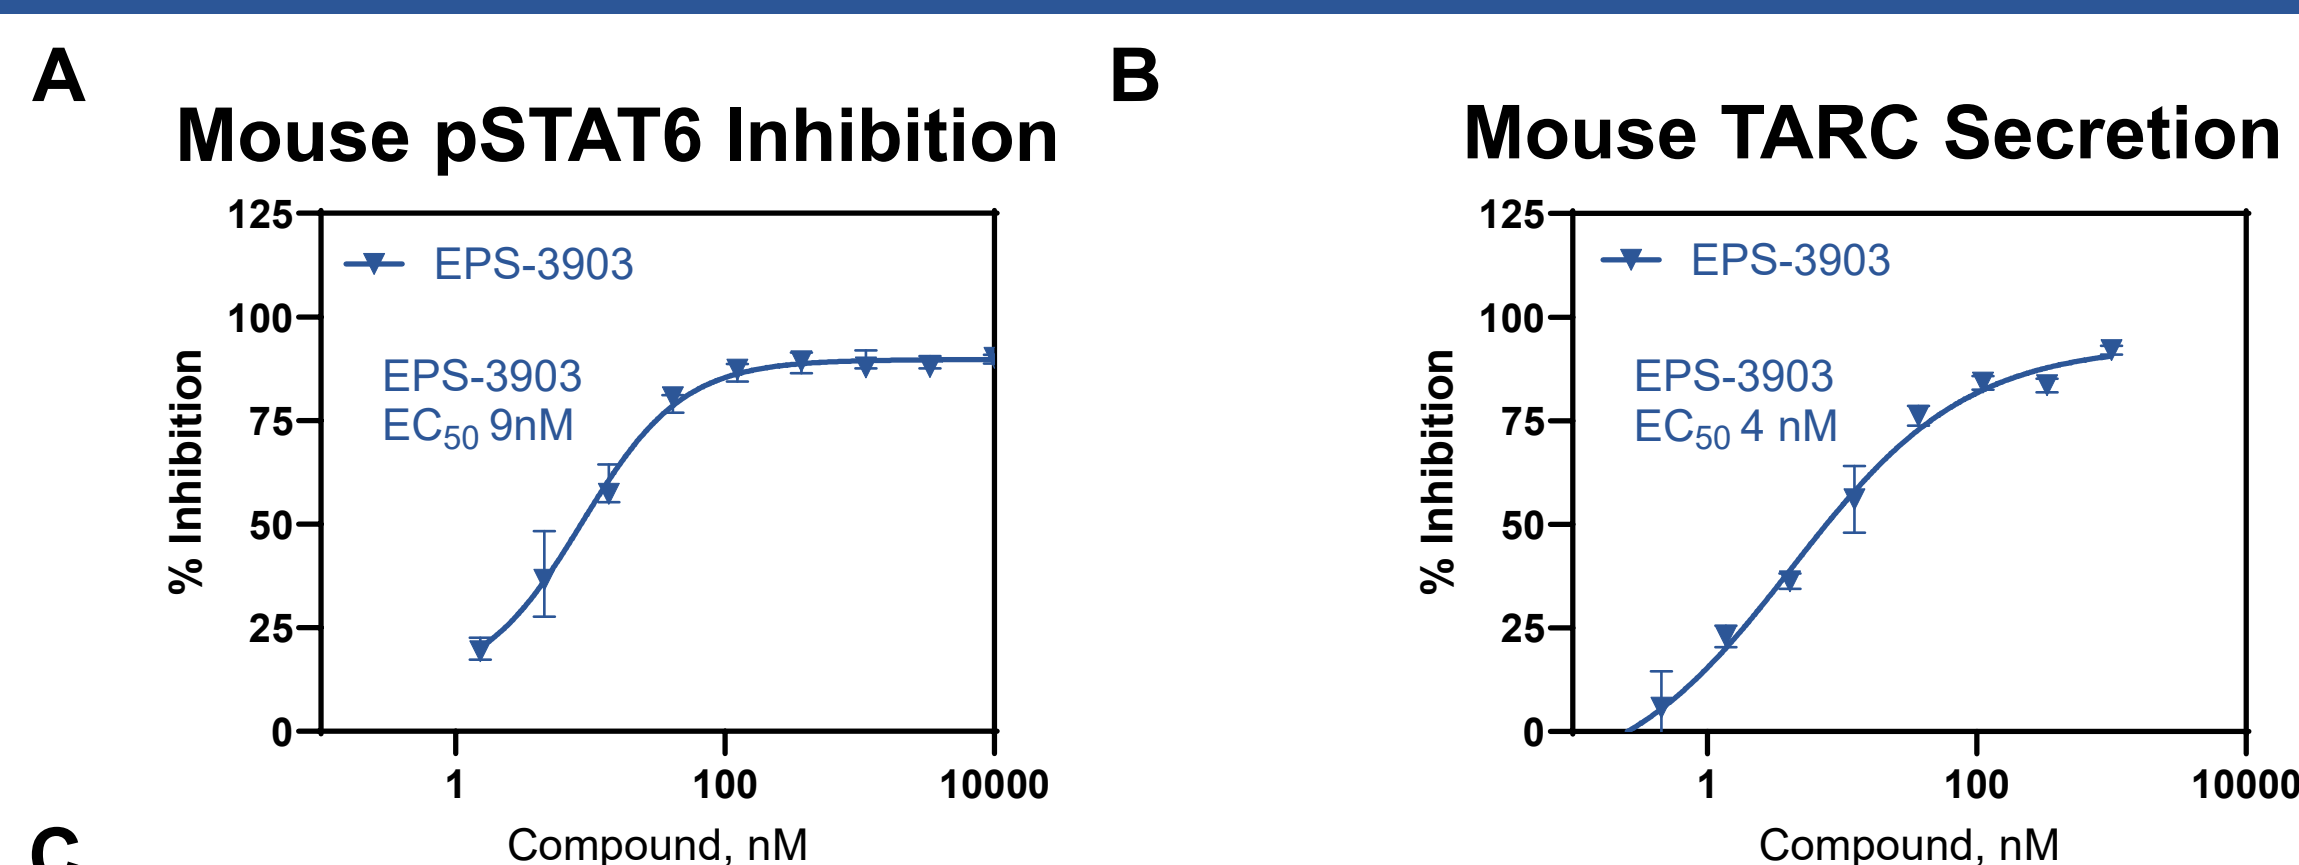 A
Mouse pSTAT6 Inhibition
125
100
75
50
25
0
% Inhibition
EPS-3903
EPS-3903
EC50 9nM
1
100
10000
Compound, nM
B
Mouse TARC Secretion
125
100
75
50
25
0
% Inhibition
EPS-3903
EPS-3903
EC50 4 nM
1
100
10000
Compound, nM
C